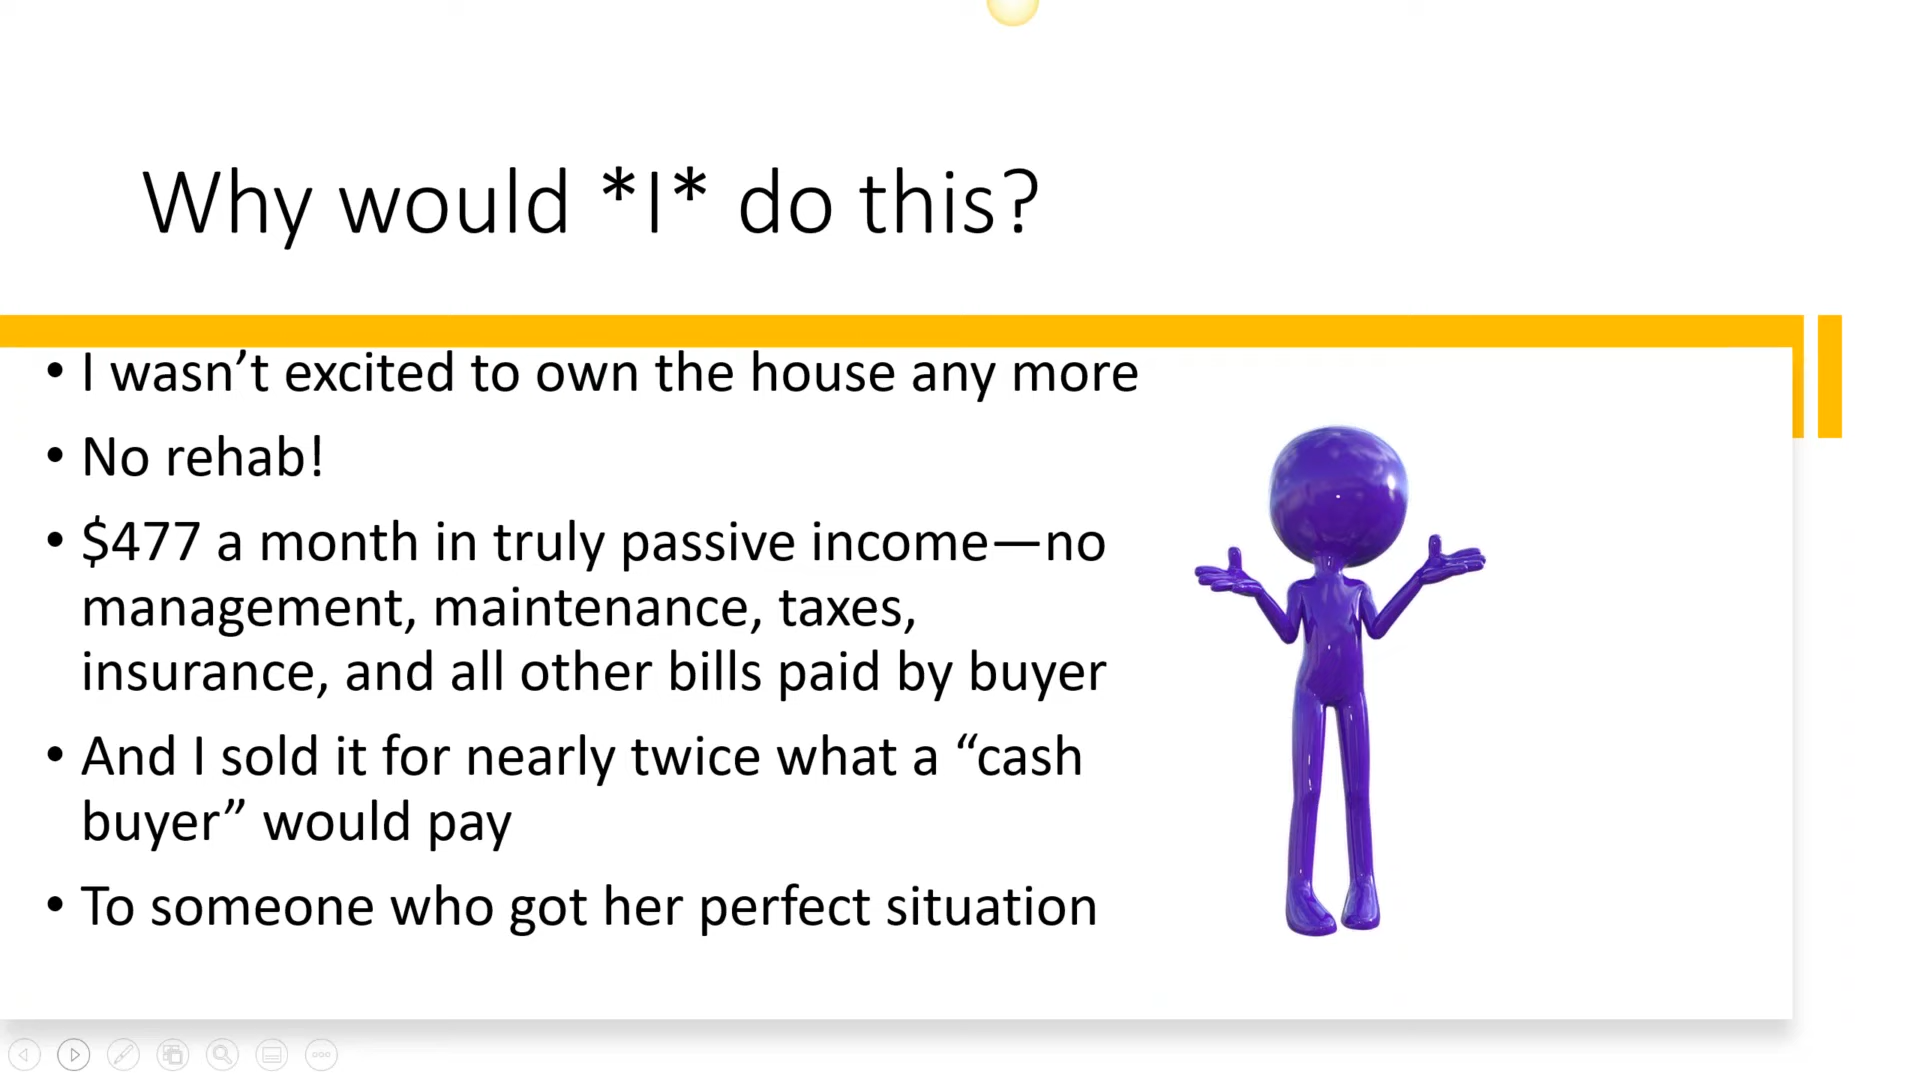 Why would *I* do this?
• I wasn’t excited to own the house any more
• No rehab!
• $477 a month in truly passive income—no
management, maintenance, taxes,
insurance, and all other bills paid by buyer
• And I sold it for nearly twice what a “cash
buyer” would pay
• To someone who got her perfect situation